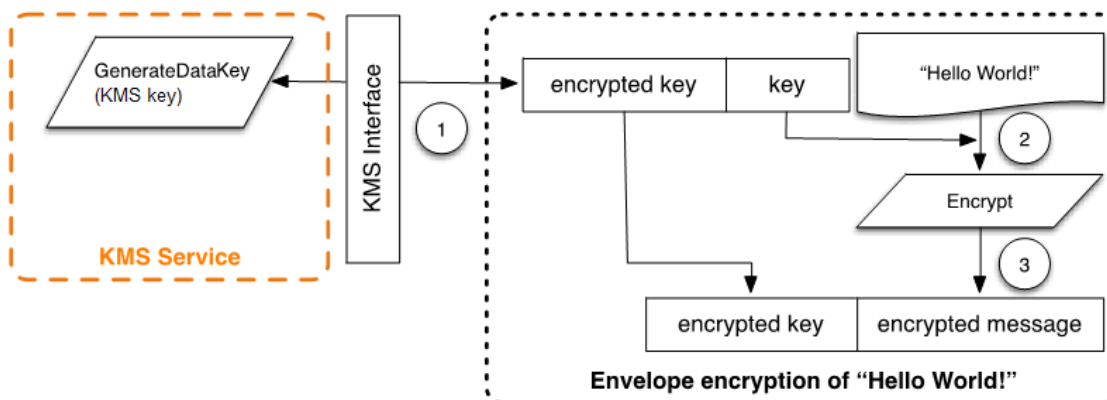 GenerateDataKey
(KMS key)
KMS Service
KMS Interface
1
encrypted key
key
“Hello World!”
2
Encrypt
3
encrypted key
encrypted message
Envelope encryption of “Hello World!”